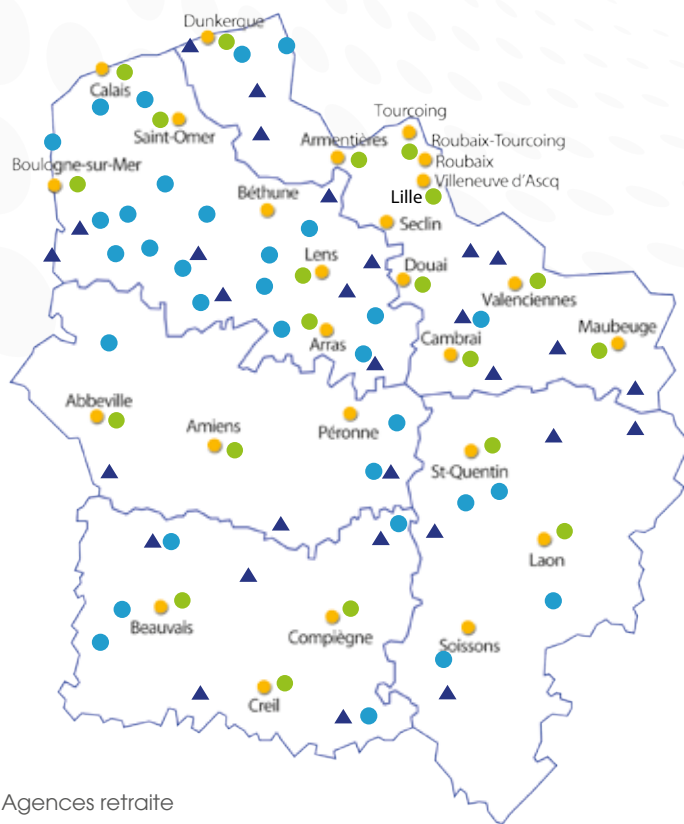 Dunkerque
Calais
Tourcoing
Saint-Omer
Armentières
Roubaix-Tourcoing
Roubaix
Boulogne-sur-Mer
Villeneuve d'Ascq
Béthune
Lille
Seclin
Lens
Douai
Valenciennes
Maubeuge
Arras
Cambrai
Abbeville
Amiens
Péronne
St-Quentin
Laon
Beauvais
Compiègne
Soissons
Creil
Agences retraite